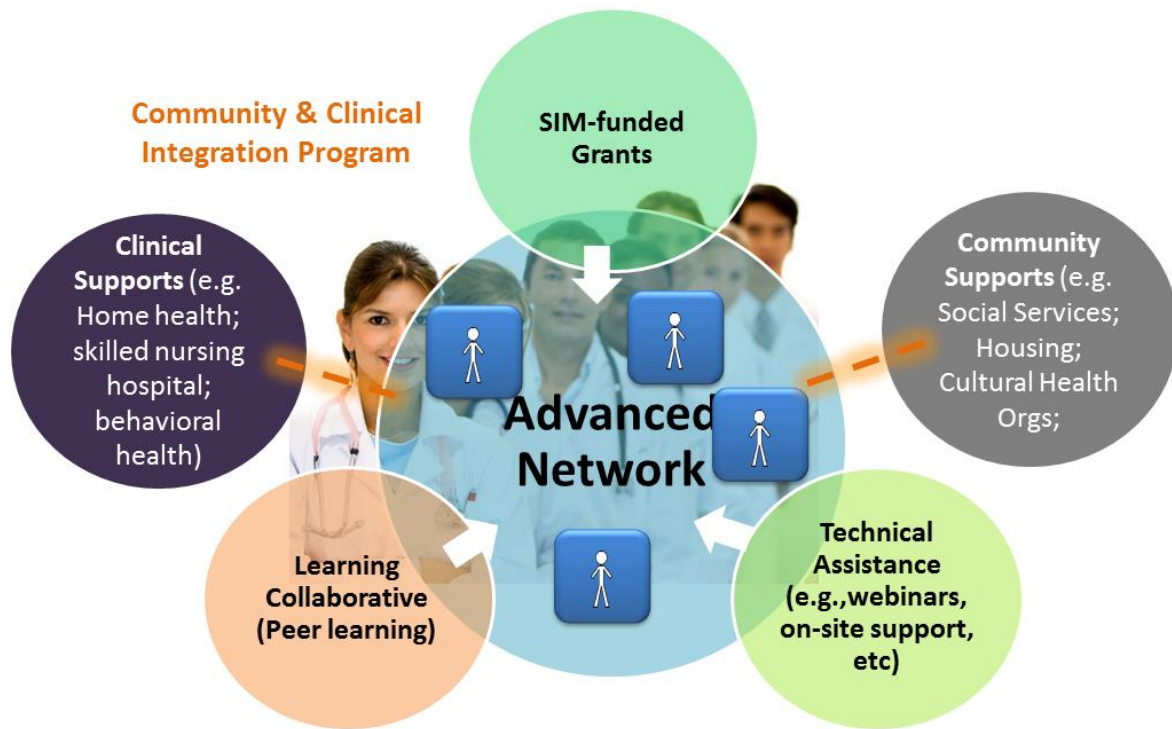 Community & Clinical
Integration Program
SIM-funded
Grants
Clinical
Supports (e.g.
Home health;
skilled nursing
hospital;
behavioral
health)
Community
Supports (e.g.
Social Services;
Housing;
Cultural Health
Orgs;
Advanced
Network
Learning
Collaborative
(Peer learning)
Technical
Assistance
(e.g.,webinars,
on-site support,
etc)